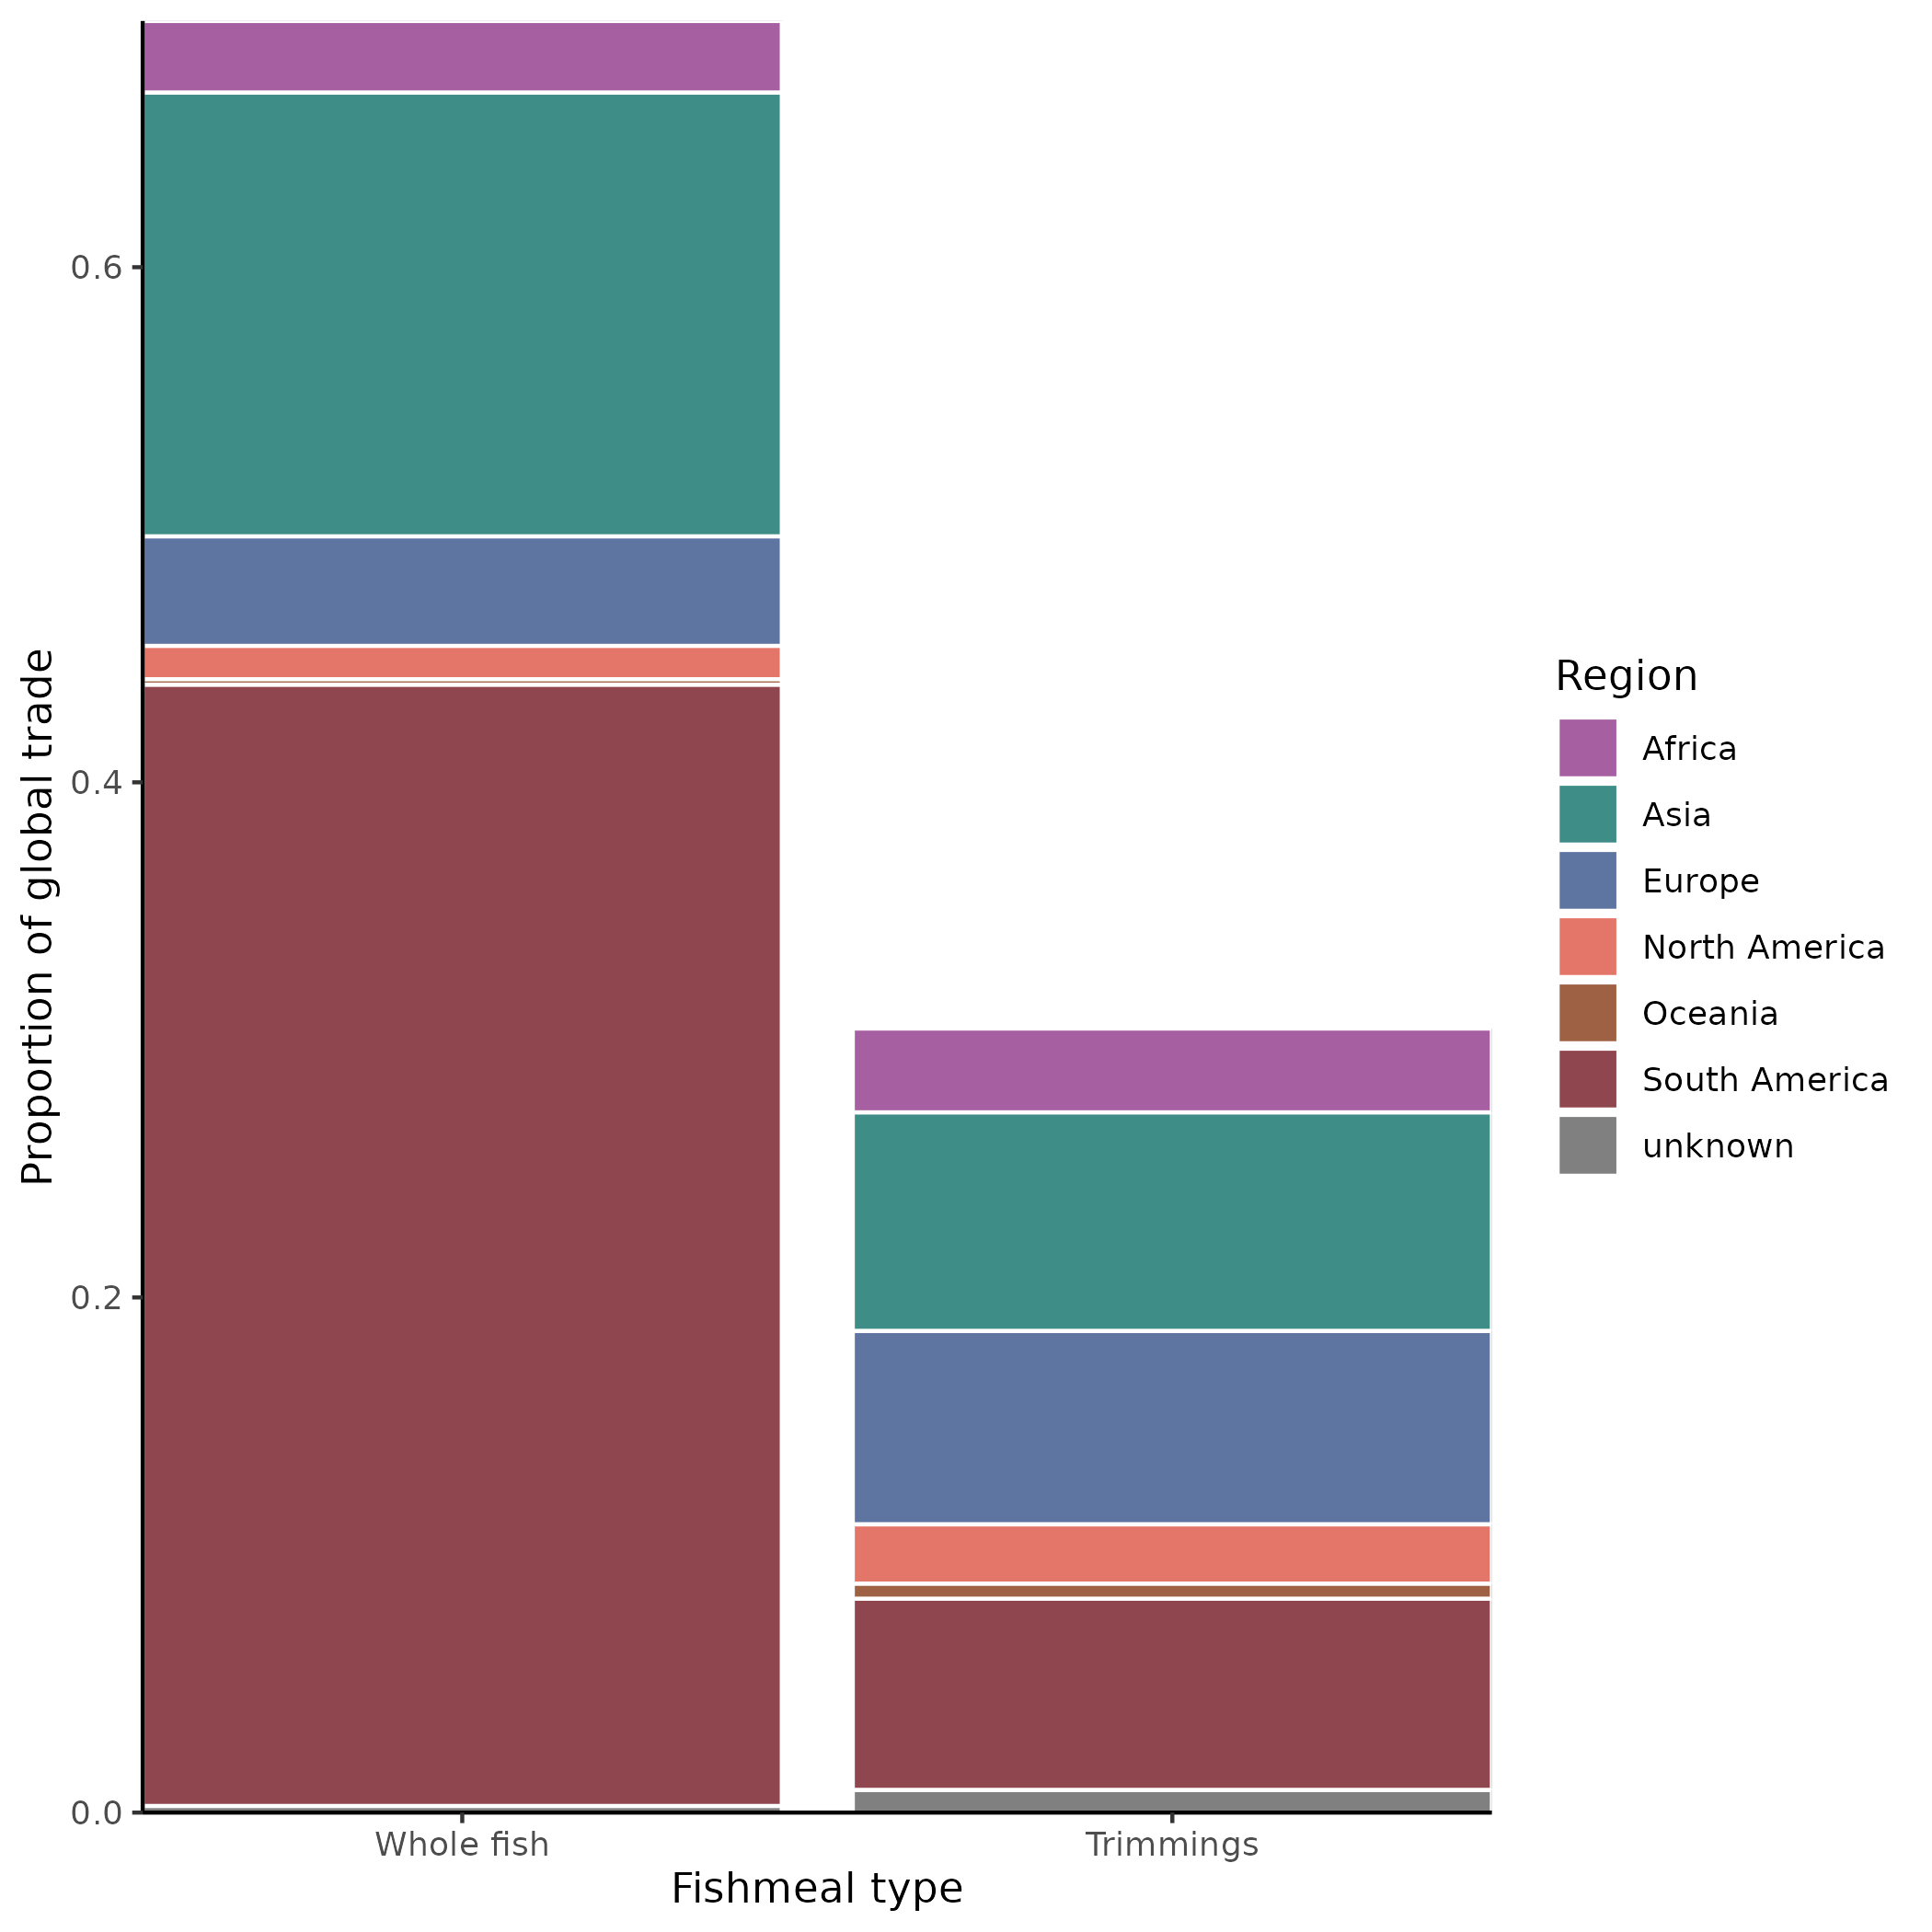 Proportion of global trade
0.6
0.4
0.2
0.0
Whole fish
Trimmings
Fishmeal type
Region
Africa
Asia
Europe
North America
Oceania
South America
unknown